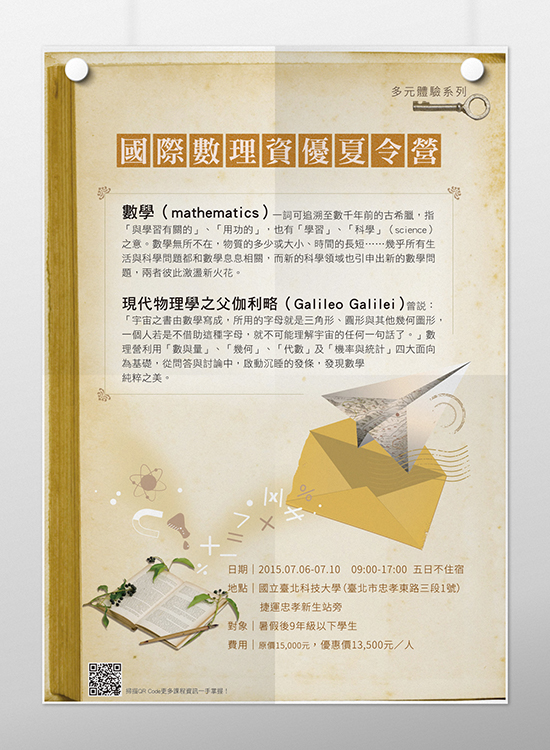 多元體驗系列
國際數理資優夏令營
數學（mathematics）一詞可追溯至數千年前的古希臘，指
「與學習有關的」、「用功的」，也有「學習」、「科學」（science）
之意。數學無所不在，物質的多少或大小、時間的長短……幾乎所有生
活與科學問題都和數學息息相關，而新的科學領域也引申出新的數學問
題，兩者彼此激盪新火花。
現代物理學之父伽利略（Galileo Galilei）曾說：
「宇宙之書由數學寫成，所用的字母就是三角形、圓形與其他幾何圖形，
一個人若是不借助這種字母，就不可能理解宇宙的任何一句話了。」數
理營利用「數與量」、「幾何」、「代數」及「機率與統計」四大面向
為基礎，從問答與討論中，啟動沉睡的發條，發現數學
純粹之美。
日期｜2015.07.06-07.10　09:00-17:00 五日不住宿
地點｜國立臺北科技大學(臺北市忠孝東路三段1號)
捷運忠孝新生站旁
對象｜暑假後9年級以下學生
費用｜原價15,000元，優惠價13,500元／人
掃描QR Code更多課程資訊一手掌握！